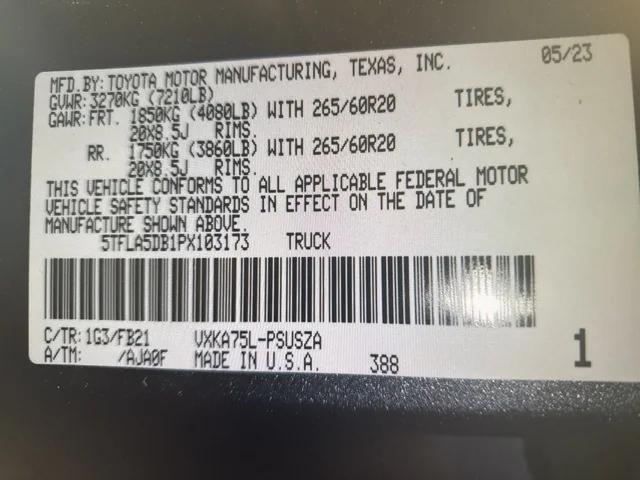 MFD.BY: TOYOTA MOTOR MANUFACTURING, TEXAS, INC. 05/23
GVWR: 3270KG (7210LB)
GAWR: FRT. 1850KG (4080LB) WITH 265/60R20 TIRES,
20X8.5J RIMS.
RR. 1750KG (3860LB) WITH 265/60R20 TIRES,
20X8.5J RIMS.
THIS VEHICLE CONFORMS TO ALL APPLICABLE FEDERAL MOTOR
VEHICLE SAFETY STANDARDS IN EFFECT ON THE DATE OF
MANUFACTURE SHOWN ABOVE.
5TFLA5DB1PX103173 TRUCK
C/TR: 1G3/FB21 VXKA75L-PSUSZA
A/TM: /AJA0F MADE IN U.S.A. 388 1